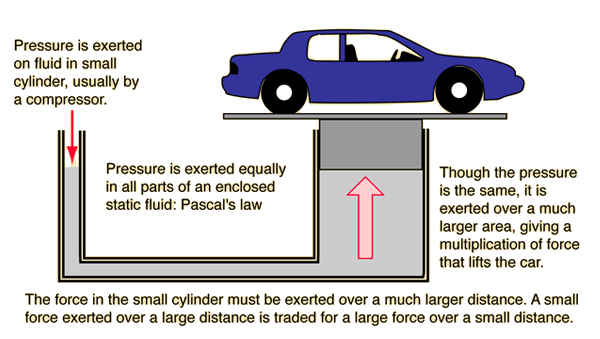 Pressure is exerted
on fluid in small
cylinder, usually by
a compressor.
Pressure is exerted equally
in all parts of an enclosed
static fluid: Pascal's law
Though the pressure
is the same, it is
exerted over a much
larger area, giving a
multiplication of force
that lifts the car.
The force in the small cylinder must be exerted over a much larger distance. A small
force exerted over a large distance is traded for a large force over a small distance.